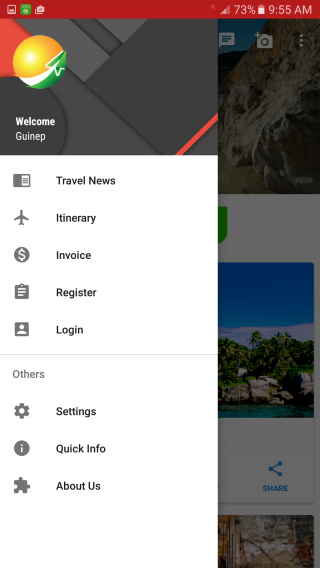 73% 9:55 AM
Welcome
Guinep
Travel News
Itinerary
Invoice
Register
Login
Others
Settings
Quick Info
About Us
SHARE